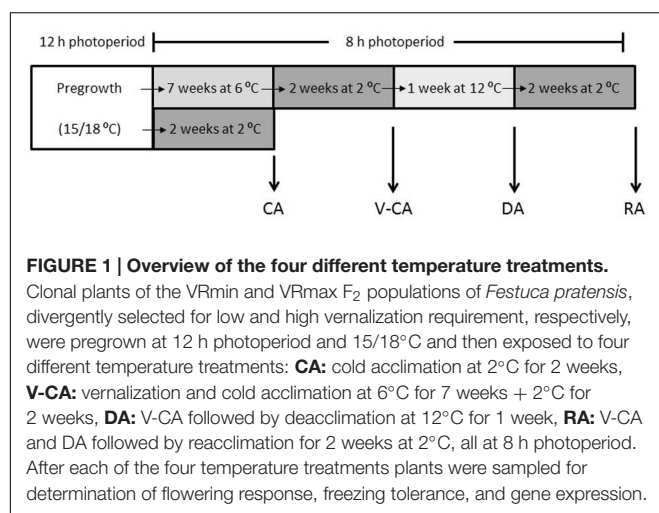 12 h photoperiod 8 h photoperiod
Pregrowth 7 weeks at 6 ⁰C 2 weeks at 2 ⁰C 1 week at 12 ⁰C 2 weeks at 2 ⁰C
(15/18 ⁰C) 2 weeks at 2 ⁰C
CA V-CA DA RA
FIGURE 1 | Overview of the four different temperature treatments.
Clonal plants of the VRmin and VRmax F₂ populations of Festuca pratensis,
divergently selected for low and high vernalization requirement, respectively,
were pregrown at 12 h photoperiod and 15/18°C and then exposed to four
different temperature treatments: CA: cold acclimation at 2°C for 2 weeks,
V-CA: vernalization and cold acclimation at 6°C for 7 weeks + 2°C for
2 weeks, DA: V-CA followed by deacclimation at 12°C for 1 week, RA: V-CA
and DA followed by reacclimation for 2 weeks at 2°C, all at 8 h photoperiod.
After each of the four temperature treatments plants were sampled for
determination of flowering response, freezing tolerance, and gene expression.